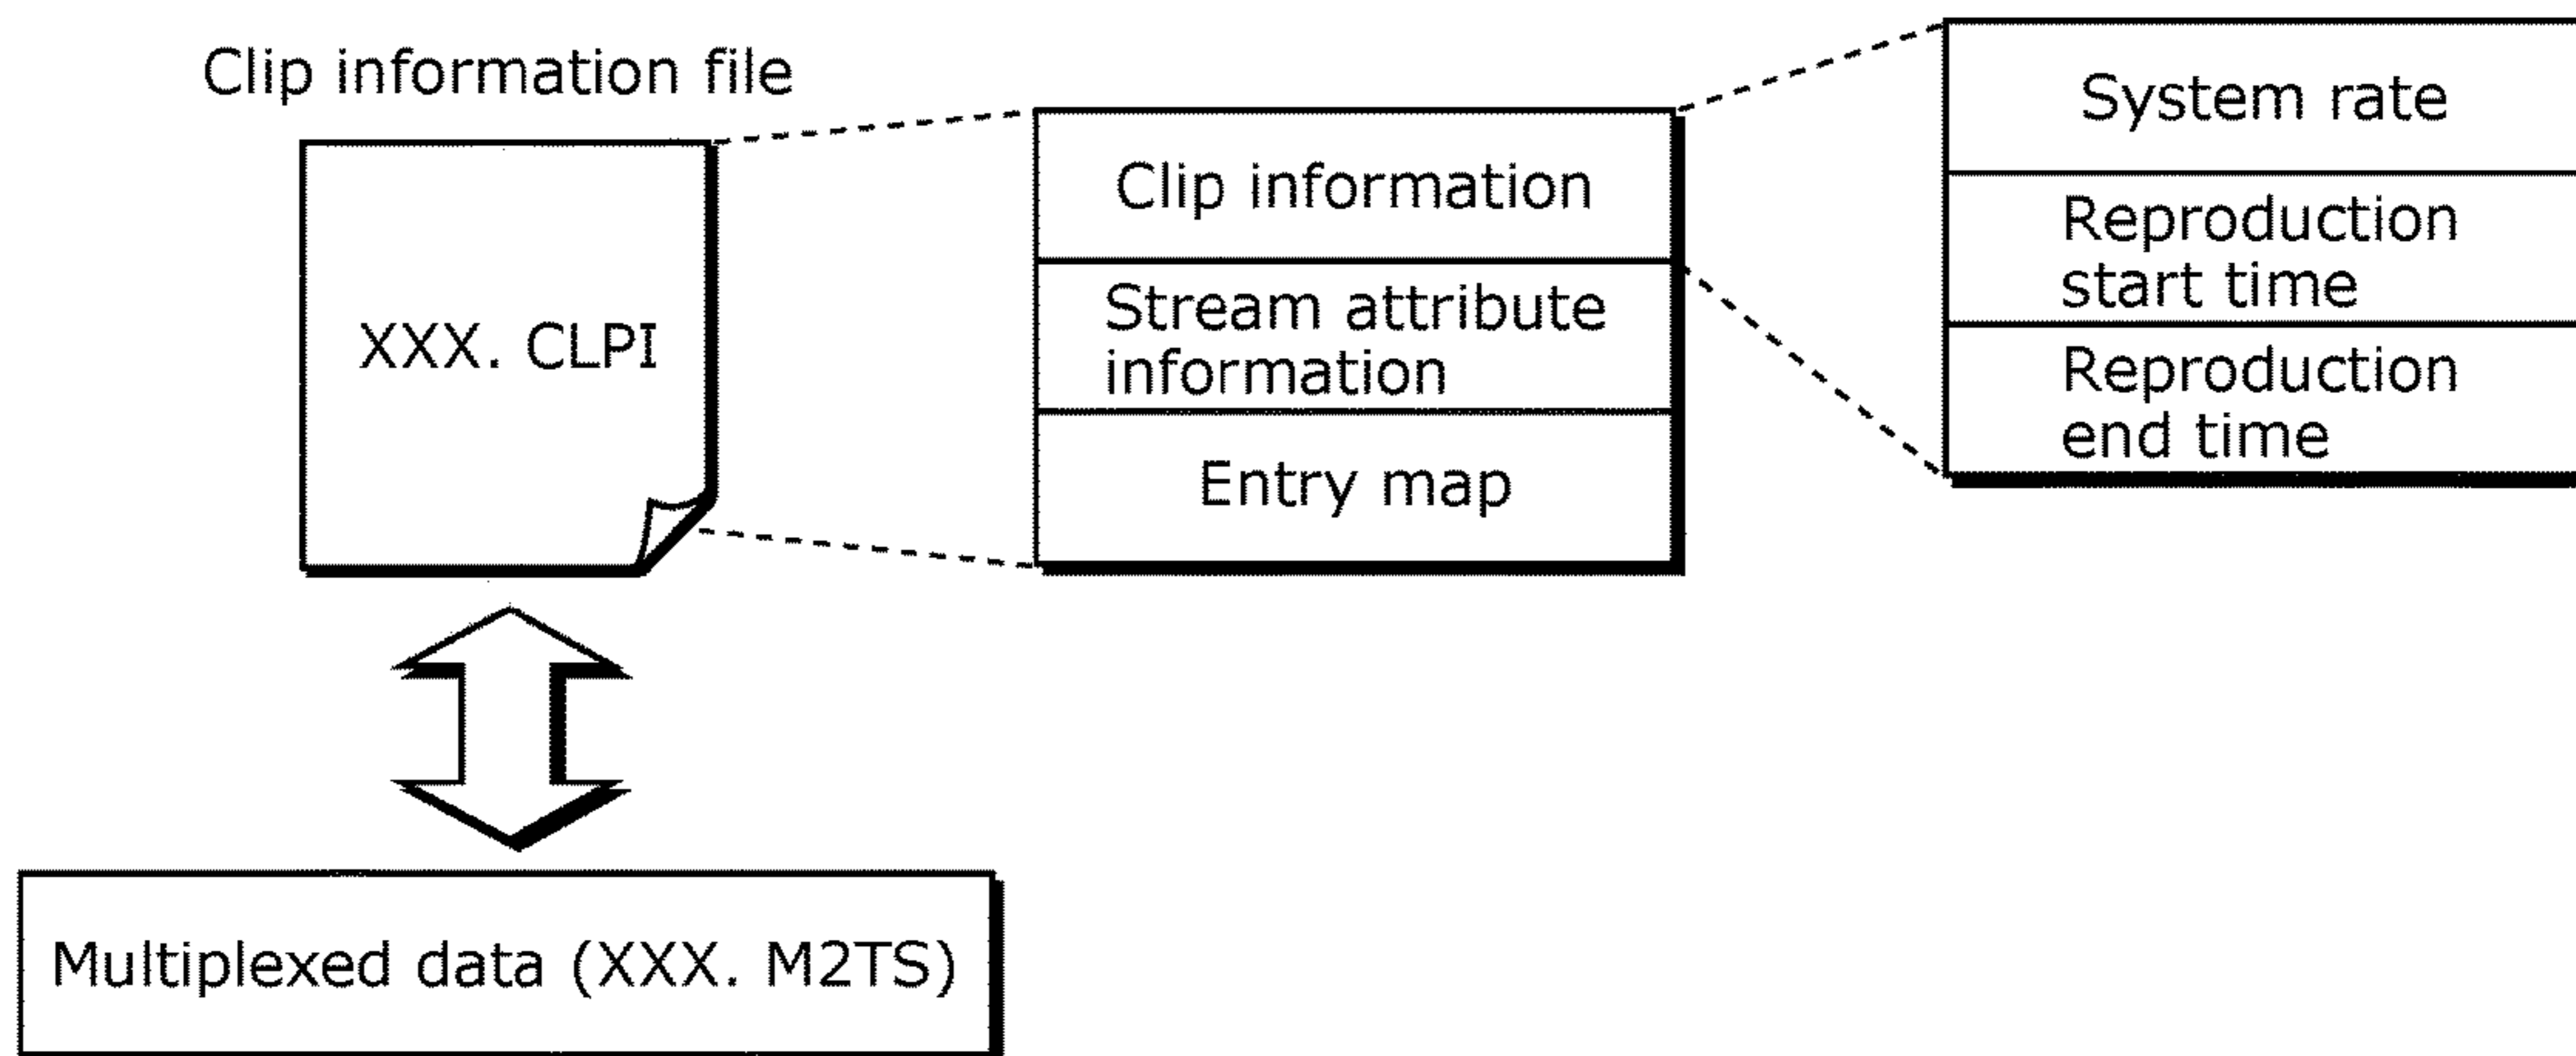 Clip information file
XXX. CLPI
Clip information
Stream attribute
information
Entry map
System rate
Reproduction
start time
Reproduction
end time
Multiplexed data (XXX. M2TS)